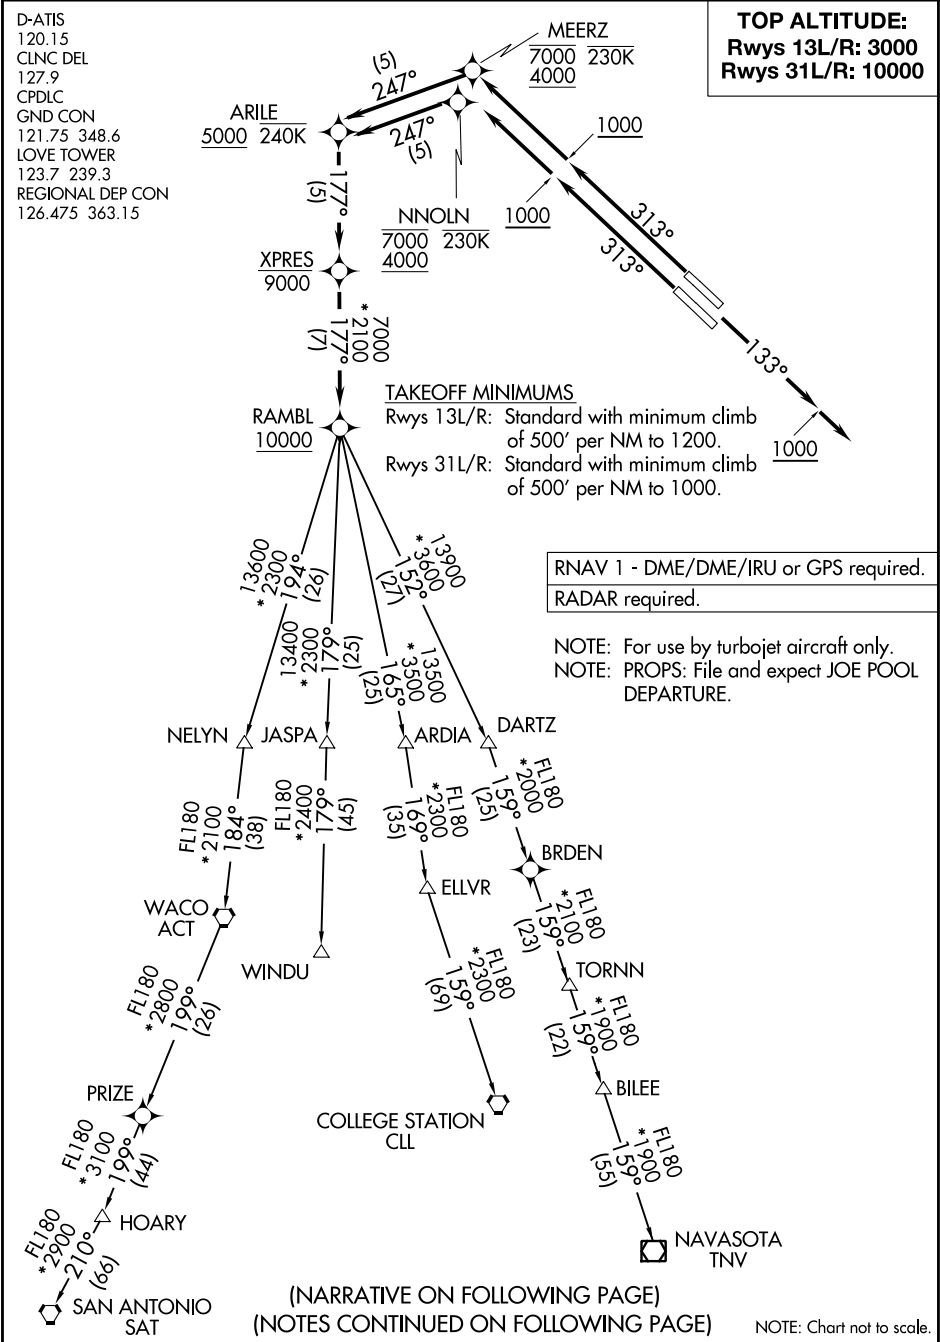 D-ATIS
120.15
CLNC DEL
127.9
CPDLC
GND CON
121.75 348.6
LOVE TOWER
123.7 239.3
REGIONAL DEP CON
126.475 363.15
TOP ALTITUDE:
Rwys 13L/R: 3000
Rwys 31L/R: 10000
MEERZ
7000 230K
4000
(5)
247°
ARILE
5000 240K
247°
(5)
1000
1000
NNOLN
7000 230K
4000
313°
313°
177°
(5)
XPRES
9000
7000
*2100
177°
(7)
133°
1000
RAMBL
10000
TAKEOFF MINIMUMS
Rwys 13L/R: Standard with minimum climb
of 500' per NM to 1200.
Rwys 31L/R: Standard with minimum climb
of 500' per NM to 1000.
RNAV 1 - DME/DME/IRU or GPS required.
RADAR required.
NOTE: For use by turbojet aircraft only.
NOTE: PROPS: File and expect JOE POOL
DEPARTURE.
13600
*2300
194°
(26)
13400
*2300
179°
(25)
13500
*3500
165°
(25)
13900
*3600
152°
(27)
NELYN
JASPA
ARDIA
DARTZ
FL180
*2100
184°
(38)
FL180
*2400
179°
(45)
FL180
*2300
169°
(35)
FL180
*2000
159°
(25)
BRDEN
ELLVR
WACO
ACT
WINDU
FL180
*2100
159°
(23)
TORNN
FL180
*2800
199°
(26)
FL180
*2300
159°
(69)
FL180
*1900
159°
(22)
BILEE
PRIZE
COLLEGE STATION
CLL
FL180
*3100
199°
(44)
FL180
*1900
159°
(55)
HOARY
FL180
*2900
210°
(66)
NAVASOTA
TNV
SAN ANTONIO
SAT
(NARRATIVE ON FOLLOWING PAGE)
(NOTES CONTINUED ON FOLLOWING PAGE)
NOTE: Chart not to scale.